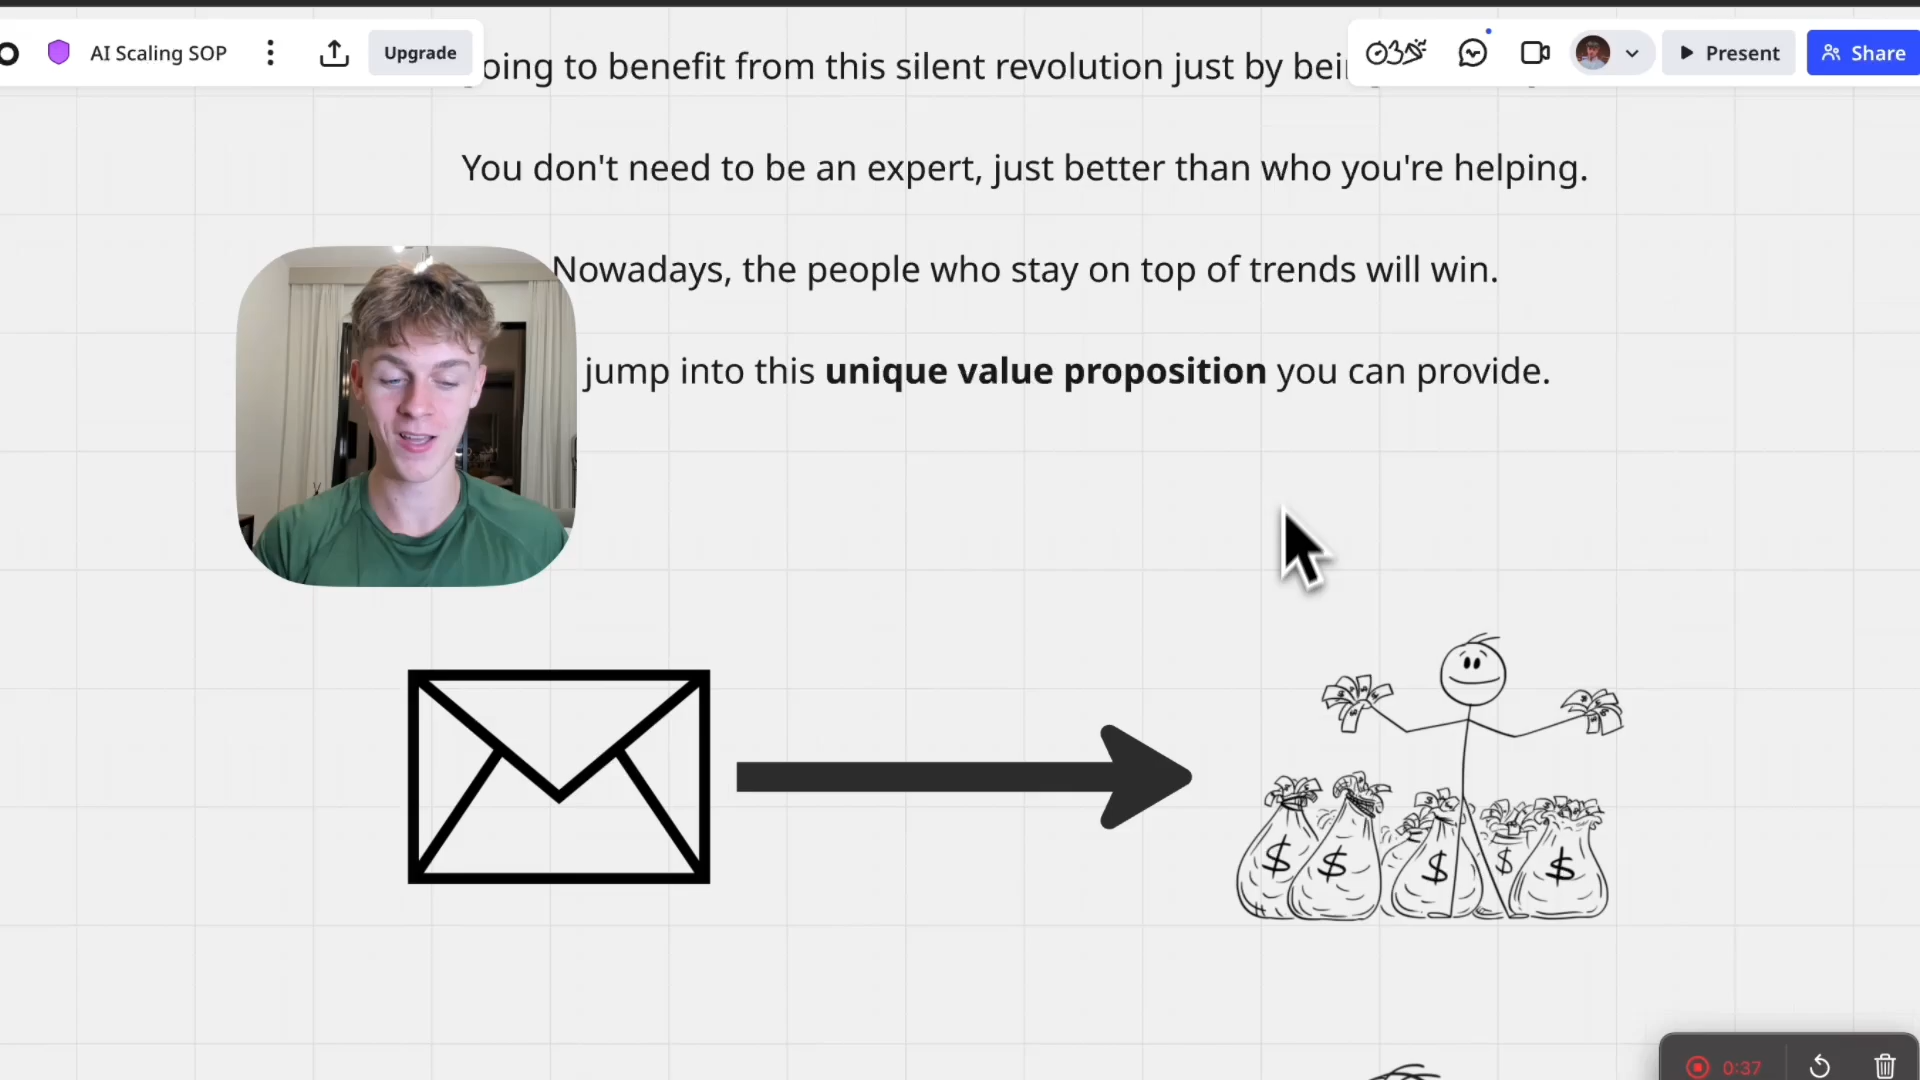 AI Scaling SOP
Upgrade
Present
Share
oing to benefit from this silent revolution just by bei
You don't need to be an expert, just better than who you're helping.
Nowadays, the people who stay on top of trends will win.
jump into this unique value proposition you can provide.
$ $ $ $ $
0:37